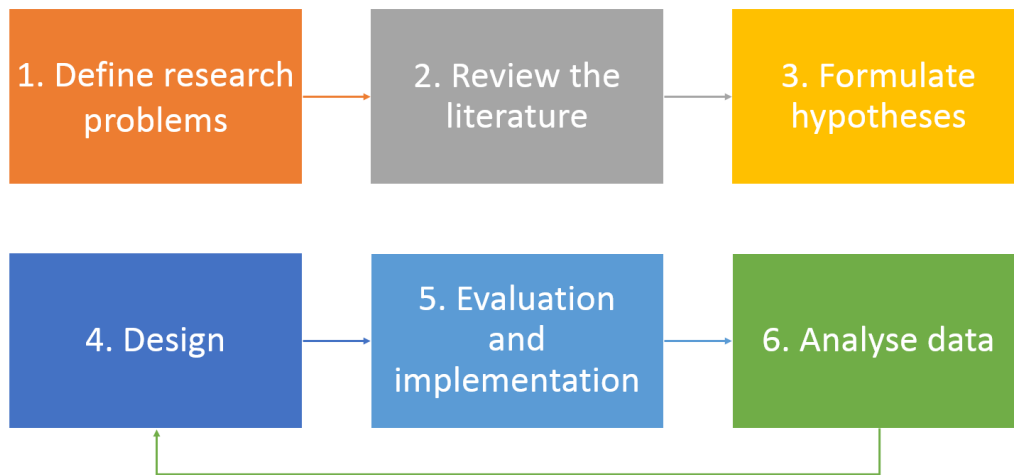 1. Define research
problems
2. Review the
literature
3. Formulate
hypotheses
4. Design
5. Evaluation
and
implementation
6. Analyse data